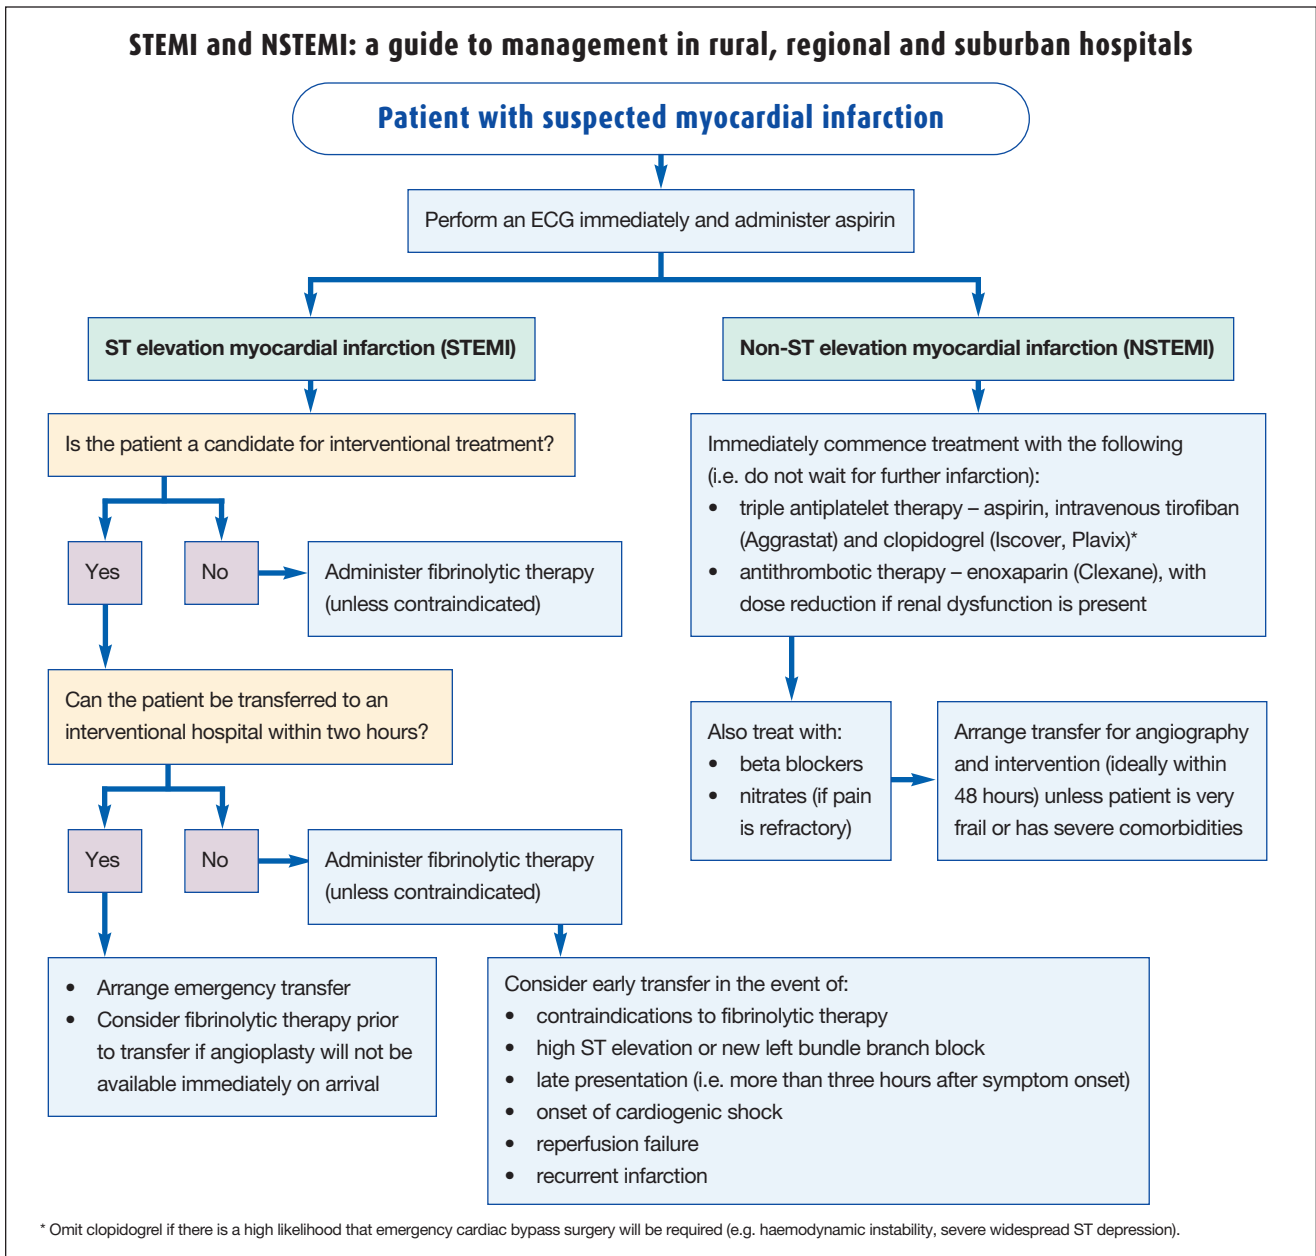 STEMI and NSTEMI: a guide to management in rural, regional and suburban hospitals
Patient with suspected myocardial infarction
Perform an ECG immediately and administer aspirin
ST elevation myocardial infarction (STEMI)
Is the patient a candidate for interventional treatment?
Yes
No
Administer fibrinolytic therapy
(unless contraindicated)
Can the patient be transferred to an
interventional hospital within two hours?
Yes
No
Administer fibrinolytic therapy
(unless contraindicated)
• Arrange emergency transfer
• Consider fibrinolytic therapy prior
to transfer if angioplasty will not be
available immediately on arrival
Consider early transfer in the event of:
• contraindications to fibrinolytic therapy
• high ST elevation or new left bundle branch block
• late presentation (i.e. more than three hours after symptom onset)
• onset of cardiogenic shock
• reperfusion failure
• recurrent infarction
Non-ST elevation myocardial infarction (NSTEMI)
Immediately commence treatment with the following
(i.e. do not wait for further infarction):
• triple antiplatelet therapy – aspirin, intravenous tirofiban
(Aggrastat) and clopidogrel (Iscover, Plavix)*
• antithrombotic therapy – enoxaparin (Clexane), with
dose reduction if renal dysfunction is present
Also treat with:
• beta blockers
• nitrates (if pain
is refractory)
Arrange transfer for angiography
and intervention (ideally within
48 hours) unless patient is very
frail or has severe comorbidities
* Omit clopidogrel if there is a high likelihood that emergency cardiac bypass surgery will be required (e.g. haemodynamic instability, severe widespread ST depression).